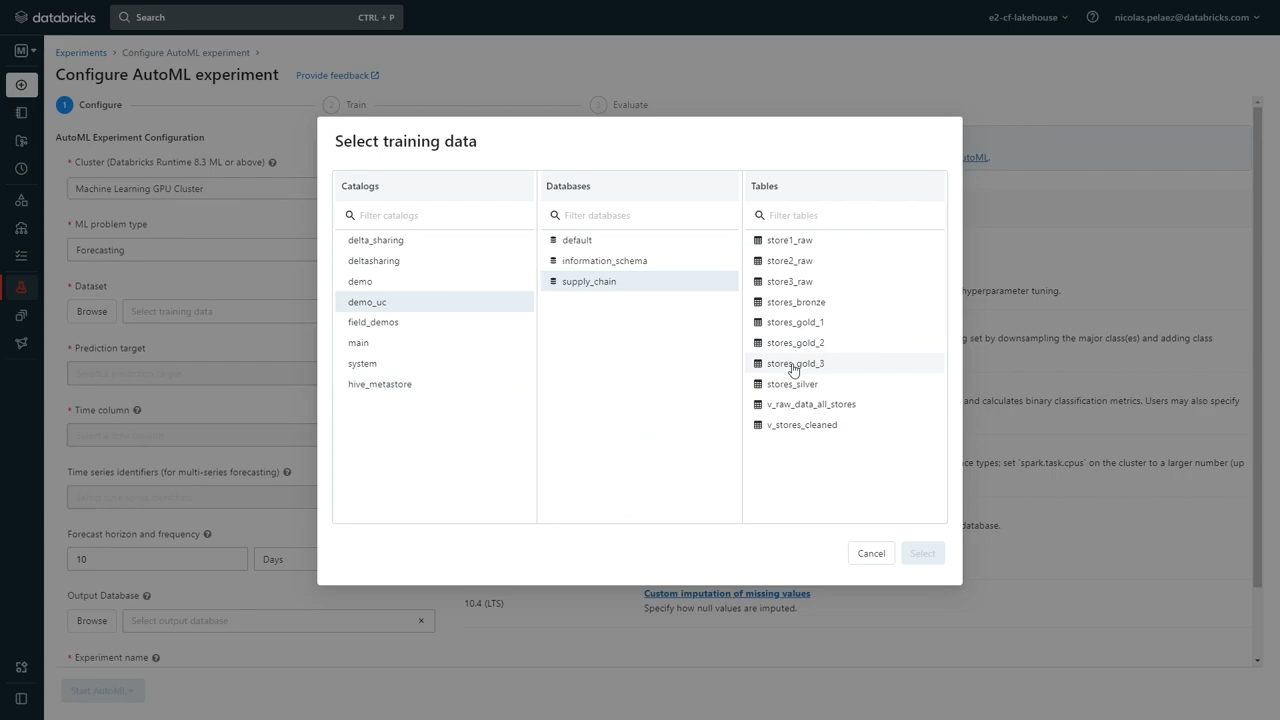 databricks
Search CTRL + P
e2-cf-lakehouse
nicolas.pelaez@databricks.com
M
Experiments > Configure AutoML experiment >
Configure AutoML experiment Provide feedback
1 Configure
2 Train
3 Evaluate
AutoML Experiment Configuration
* Cluster (Databricks Runtime 8.3 ML or above)
Machine Learning GPU Cluster
* ML problem type
Forecasting
* Dataset
Browse Select training data
* Prediction target
* Time column
Time series identifiers (for multi-series forecasting)
Forecast horizon and frequency
10 Days
Output Database
Browse Select output database ×
* Experiment name
Start AutoML
Select training data
Catalogs
Filter catalogs
delta_sharing
deltasharing
demo
demo_uc
field_demos
main
system
hive_metastore
Databases
Filter databases
default
information_schema
supply_chain
Tables
Filter tables
store1_raw
store2_raw
store3_raw
stores_bronze
stores_gold_1
stores_gold_2
stores_gold_3
stores_silver
v_raw_data_all_stores
v_stores_cleaned
Cancel Select
utoML.
hyperparameter tuning.
g set by downsampling the major class(es) and adding class
and calculates binary classification metrics. Users may also specify
ce types: set `spark.task.cpus` on the cluster to a larger number (up
database.
10.4 (LTS)
Custom imputation of missing values
Specify how null values are imputed.